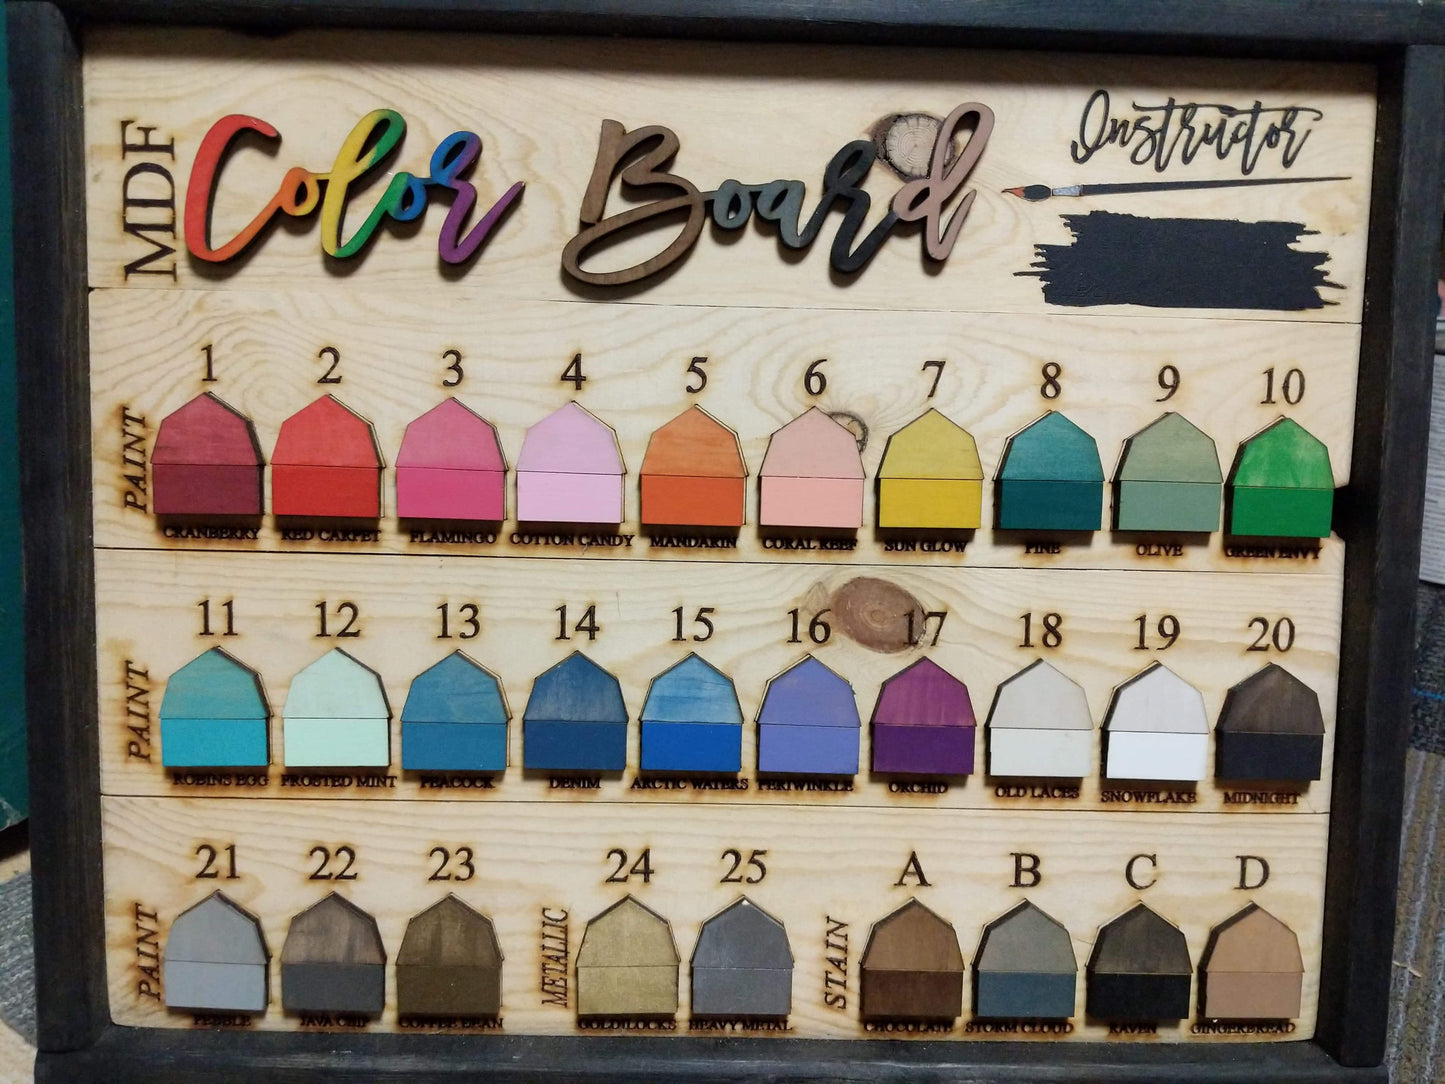 MDF Color Board Instructor
1 2 3 4 5 6 7 8 9 10
PAINT
CRANBERRY RED CARPET FLAMINGO COTTON CANDY MANDARIN CORAL REEF SUN GLOW PINE OLIVE GREEN ENVY
11 12 13 14 15 16 17 18 19 20
PAINT
ROBINS EGG FROSTED MINT PEACOCK DENIM ARCTIC WATERS PERIWINKLE ORCHID OLD LACES SNOWFLAKE MIDNIGHT
21 22 23 24 25 A B C D
PAINT METALLIC STAIN
PEBBLE JAVA CHIP COFFEE BEAN GOLDILOCKS HEAVY METAL CHOCOLATE STORM CLOUD RAVEN GINGERBREAD